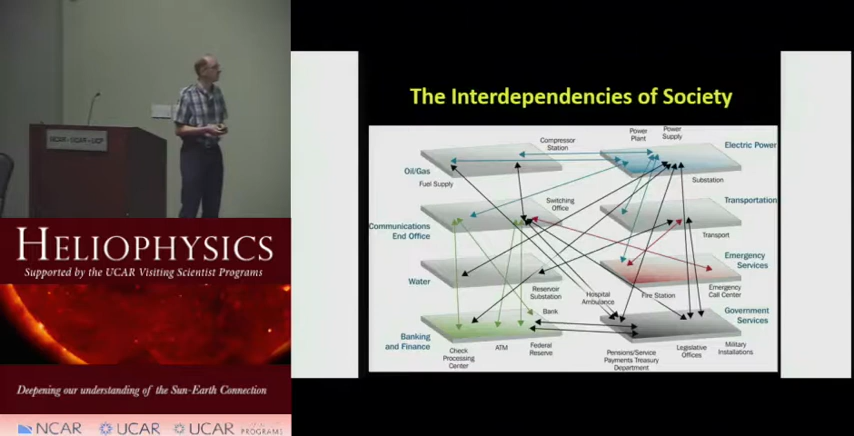 NCAR - UCAR - UCP
HELIOPHYSICS
Supported by the UCAR Visiting Scientist Programs
Deepening our understanding of the Sun-Earth Connection
NCAR
UCAR
UCAR
PROGRAMS
The Interdependencies of Society
Compressor
Station
Power
Plant
Power
Supply
Electric Power
Oil/Gas
Fuel Supply
Substation
Switching
Office
Transportation
Communications
End Office
Transport
Emergency
Services
Water
Reservoir
Substation
Hospital
Ambulance
Fire Station
Emergency
Call Center
Bank
Government
Services
Banking
and Finance
Check
Processing
Center
ATM
Federal
Reserve
Pensions/Service
Payments Treasury
Department
Legislative
Offices
Military
Installations